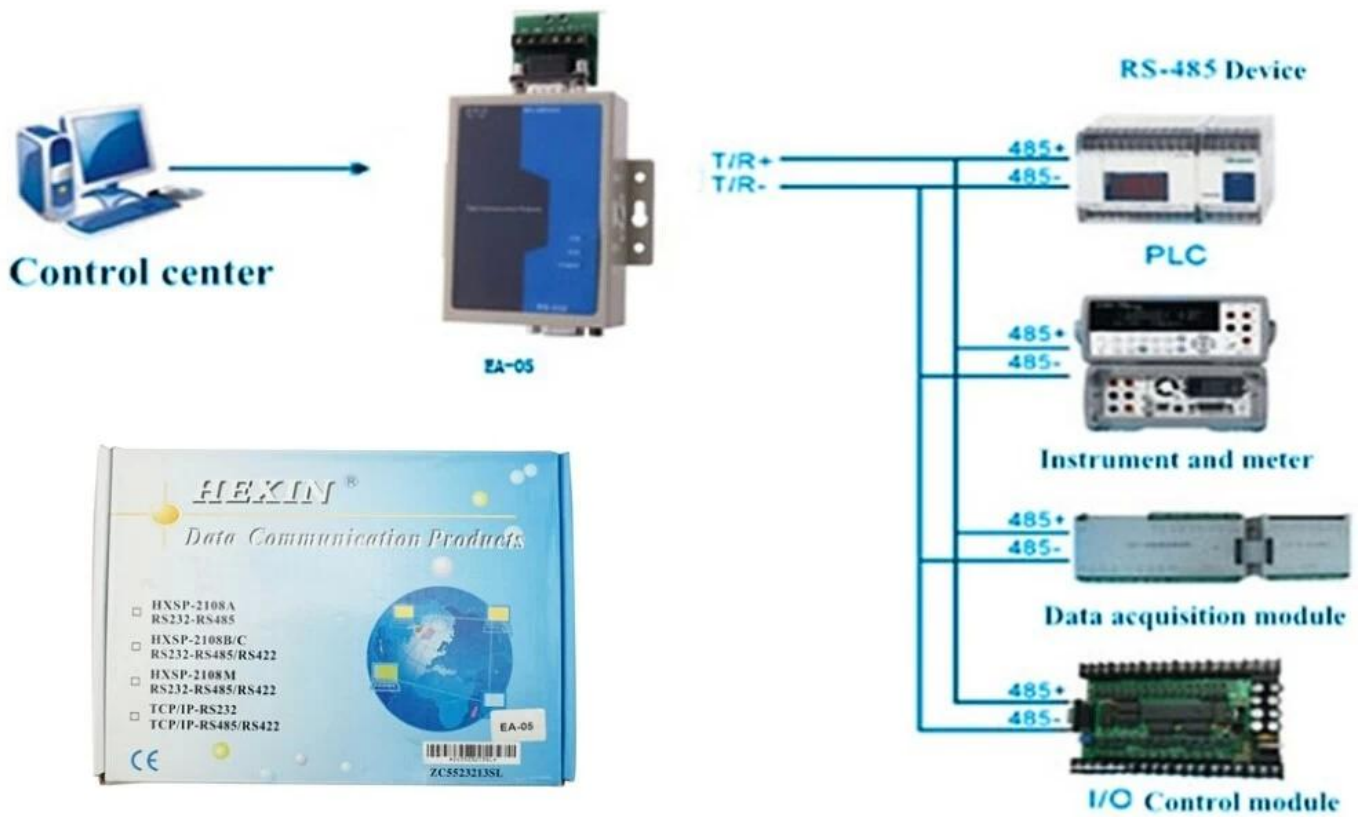 RS-485 Device
T/R+
T/R-
485+
485-
PLC
Control center
EA-05
485+
485-
Instrument and meter
485+
485-
Data acquisition module
485+
485-
I/O Control module
HEXIN ®
Data Communication Products
HXSP-2108A
RS232-RS485
HXSP-2108B/C
RS232-RS485/RS422
HXSP-2108M
RS232-RS485/RS422
TCP/IP-RS232
TCP/IP-RS485/RS422
EA-05
CE
ZC5523213SL